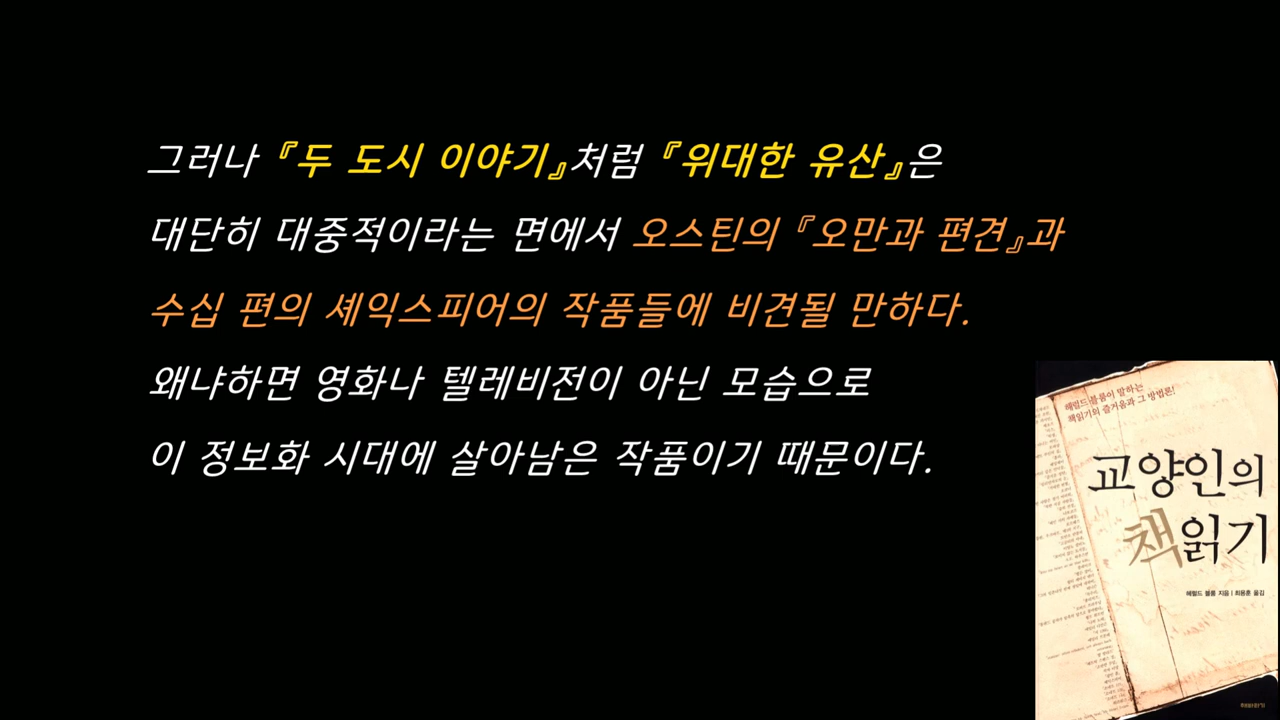 그러나 『두 도시 이야기』처럼 『위대한 유산』은
대단히 대중적이라는 면에서 오스틴의 『오만과 편견』과
수십 편의 셰익스피어의 작품들에 비견될 만하다.
왜냐하면 영화나 텔레비전이 아닌 모습으로
이 정보화 시대에 살아남은 작품이기 때문이다.
해럴드 블룸이 말하는
책읽기의 즐거움과 그 방법론!
교양인의
책읽기
해럴드 블룸 지음 | 최용훈 옮김